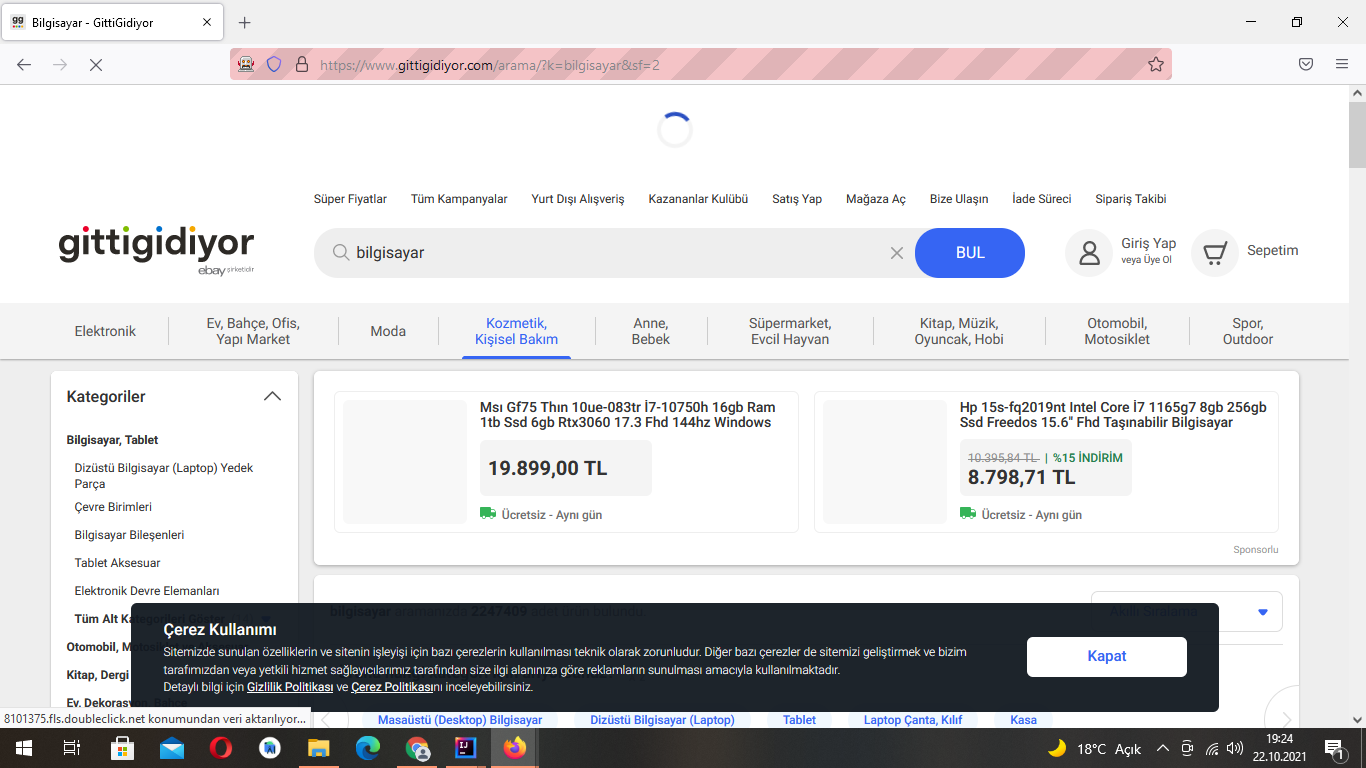 gg Bilgisayar - GittiGidiyor
https://www.gittigidiyor.com/arama/?k=bilgisayar&sf=2
Süper Fiyatlar Tüm Kampanyalar Yurt Dışı Alışveriş Kazananlar Kulübü Satış Yap Mağaza Aç Bize Ulaşın İade Süreci Sipariş Takibi
gittigidiyor
ebay şirketidir
bilgisayar
BUL
Giriş Yap
veya Üye Ol
Sepetim
Elektronik
Ev, Bahçe, Ofis,
Yapı Market
Moda
Kozmetik,
Kişisel Bakım
Anne,
Bebek
Süpermarket,
Evcil Hayvan
Kitap, Müzik,
Oyuncak, Hobi
Otomobil,
Motosiklet
Spor,
Outdoor
Kategoriler
Bilgisayar, Tablet
Dizüstü Bilgisayar (Laptop) Yedek
Parça
Çevre Birimleri
Bilgisayar Bileşenleri
Tablet Aksesuar
Elektronik Devre Elemanları
Tüm Alt Kategorileri
Otomobil,
Kitap, Dergi
Ev, Dekorasyon,
Msı Gf75 Thın 10ue-083tr İ7-10750h 16gb Ram
1tb Ssd 6gb Rtx3060 17.3 Fhd 144hz Windows
19.899,00 TL
Ücretsiz - Aynı gün
Hp 15s-fq2019nt Intel Core İ7 1165g7 8gb 256gb
Ssd Freedos 15.6" Fhd Taşınabilir Bilgisayar
10.395,84 TL | %15 İNDİRİM
8.798,71 TL
Ücretsiz - Aynı gün
Sponsorlu
bilgisayar aramanızda 2247409 adet ürün bulundu.
Akıllı Sıralama
Çerez Kullanımı
Sitemizde sunulan özelliklerin ve sitenin işleyişi için bazı çerezlerin kullanılması teknik olarak zorunludur. Diğer bazı çerezler de sitemizi geliştirmek ve bizim
tarafımızdan veya yetkili hizmet sağlayıcılarımız tarafından size ilgi alanınıza göre reklamların sunulması amacıyla kullanılmaktadır.
Detaylı bilgi için Gizlilik Politikası ve Çerez Politikasını inceleyebilirsiniz.
Kapat
Masaüstü (Desktop) Bilgisayar Dizüstü Bilgisayar (Laptop) Tablet Laptop Çanta, Kılıf Kasa
8101375.fls.doubleclick.net konumundan veri aktarılıyor...
IJ
18°C Açık
19:24
22.10.2021
1